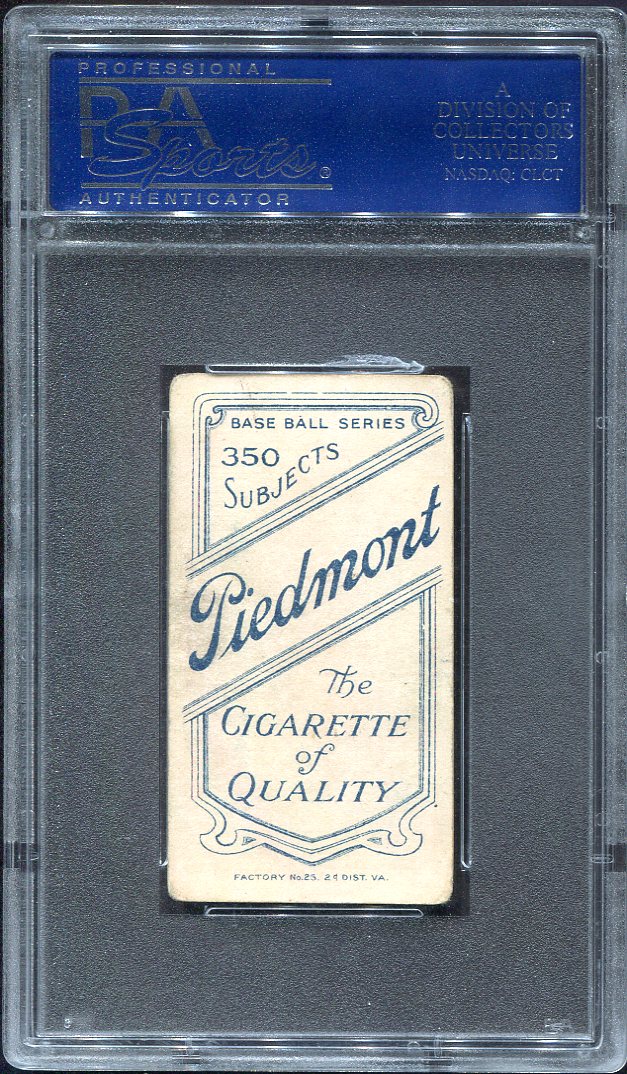 PROFESSIONAL
PSA
Sports®
AUTHENTICATOR
A
DIVISION OF
COLLECTORS
UNIVERSE
NASDAQ: CLCT
BASE BALL SERIES
350
SUBJECTS
Piedmont
The
CIGARETTE
of
QUALITY
FACTORY No. 25. 2d DIST. VA.